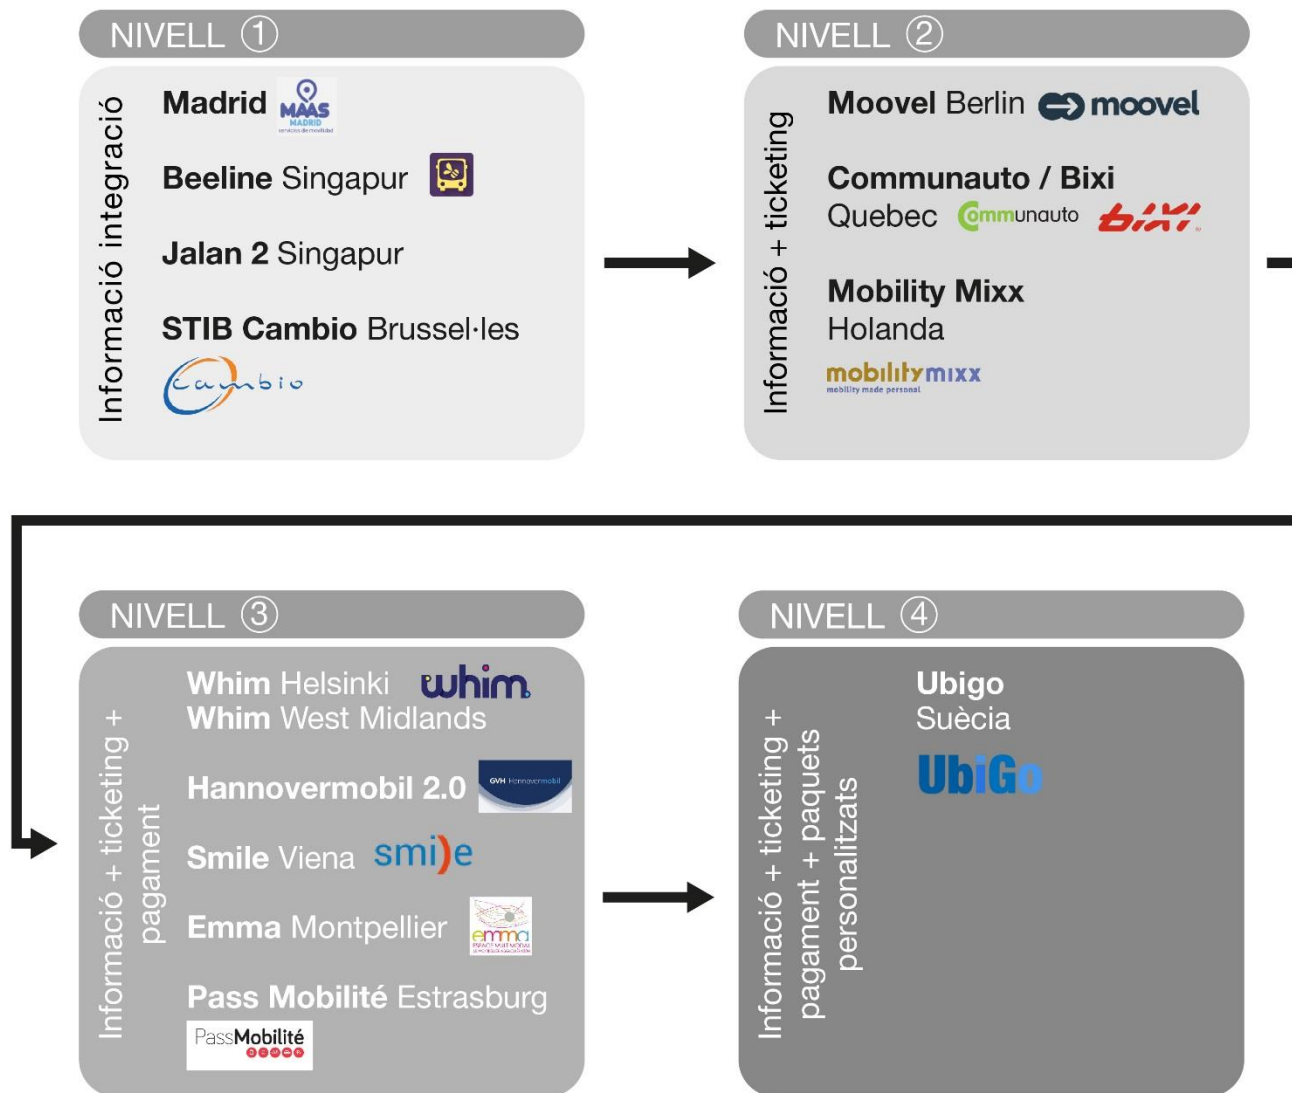 NIVELL ①
Informació integració
Madrid
MAAS
MADRID
servicios de movilidad
Beeline Singapur
Jalan 2 Singapur
STIB Cambio Brussel·les
cambio
NIVELL ②
Informació + ticketing
Moovel Berlin moovel
Communauto / Bixi
Quebec communauto bixi
Mobility Mixx
Holanda
mobilitymixx
mobility made personal
NIVELL ③
Informació + ticketing +
pagament
Whim Helsinki whim
Whim West Midlands
Hannovermobil 2.0 GVH Hannovermobil
Smile Viena smile
Emma Montpellier emma
Pass Mobilité Estrasburg
PassMobilité
NIVELL ④
Informació + ticketing +
pagament + paquets
personalitzats
Ubigo
Suècia
UbiGo